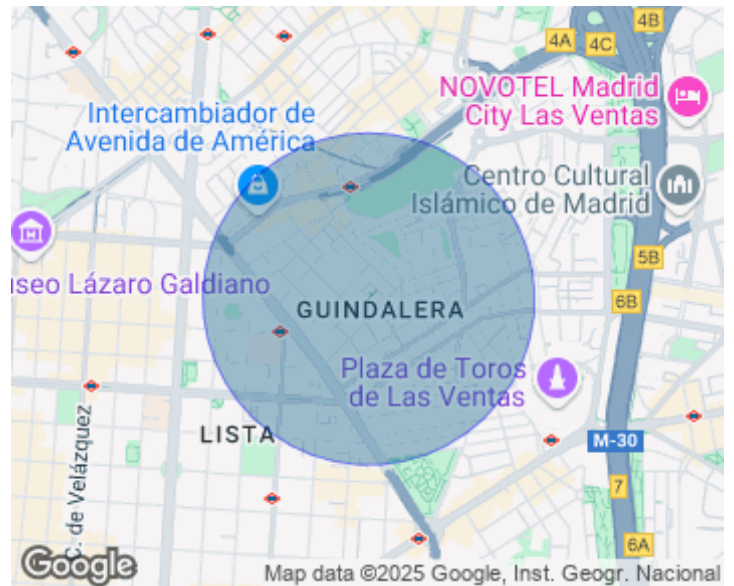 4B
4A
4C
NOVOTEL Madrid
City Las Ventas
Intercambiador de
Avenida de América
Centro Cultural
Islámico de Madrid
5B
useo Lázaro Galdiano
GUINDALERA
6B
Plaza de Toros
de Las Ventas
LISTA
M-30
C. de Velázquez
7
6A
Google
Map data ©2025 Google, Inst. Geogr. Nacional